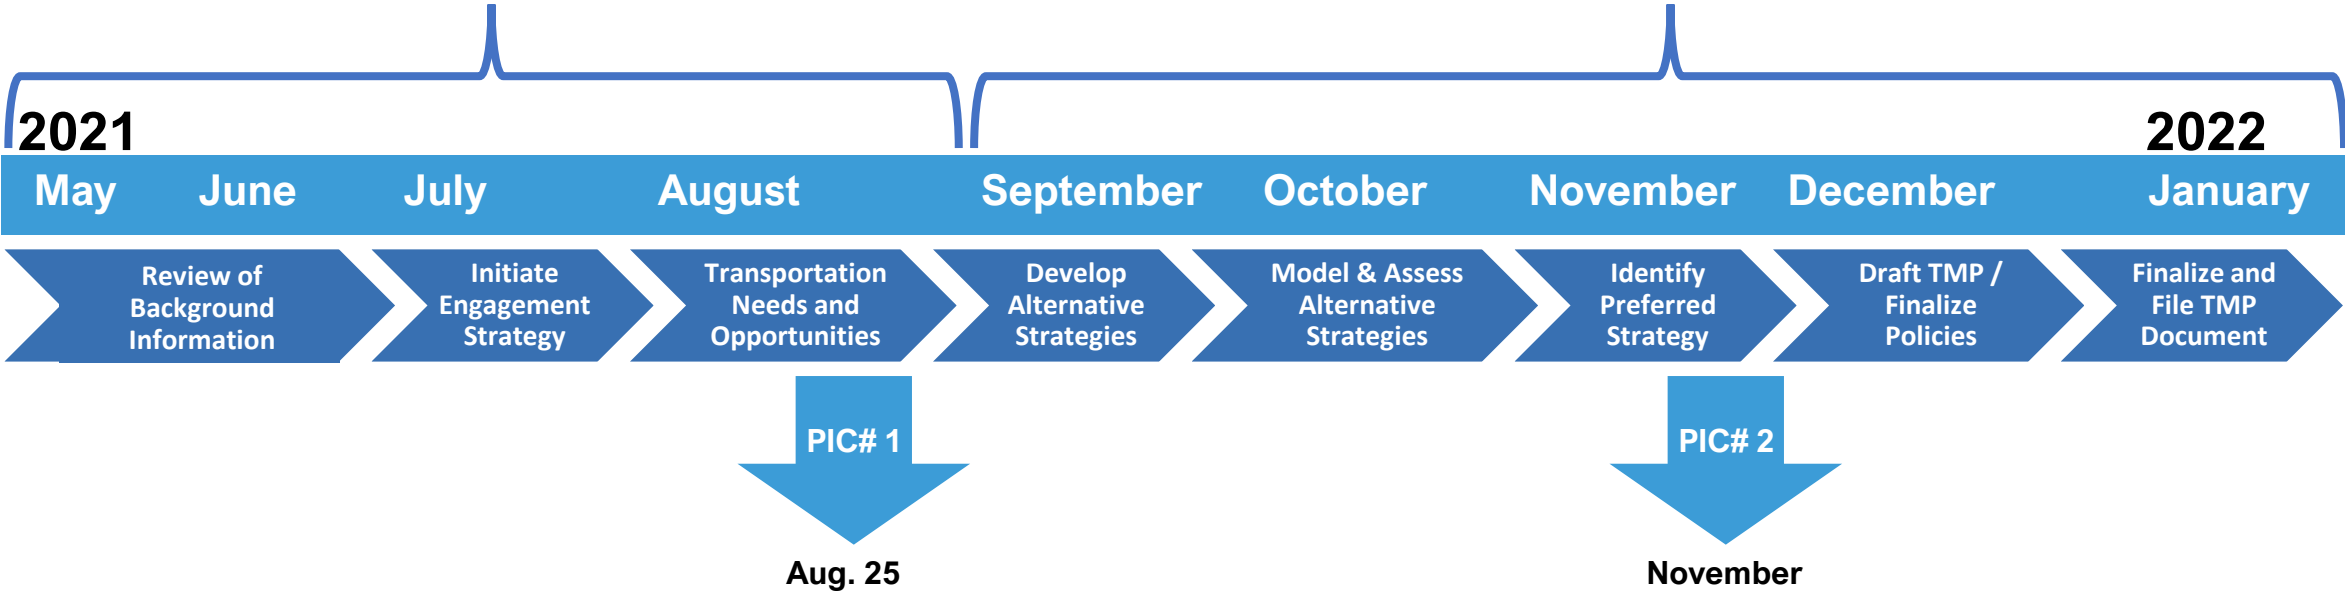 2021
2022
May June July August September October November December January
Review of
Background
Information
Initiate
Engagement
Strategy
Transportation
Needs and
Opportunities
Develop
Alternative
Strategies
Model & Assess
Alternative
Strategies
Identify
Preferred
Strategy
Draft TMP /
Finalize
Policies
Finalize and
File TMP
Document
PIC# 1
PIC# 2
Aug. 25
November